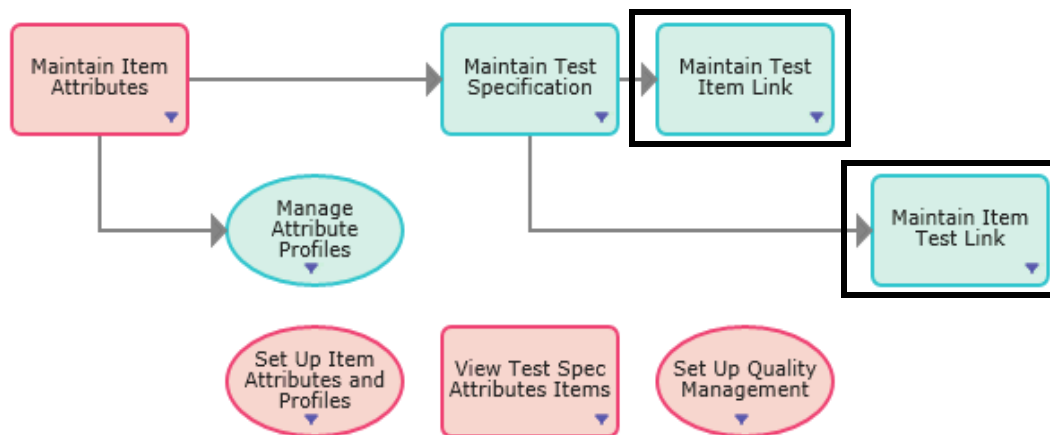 Maintain Item
Attributes
Maintain Test
Specification
Maintain Test
Item Link
Manage
Attribute
Profiles
Maintain Item
Test Link
Set Up Item
Attributes and
Profiles
View Test Spec
Attributes Items
Set Up Quality
Management